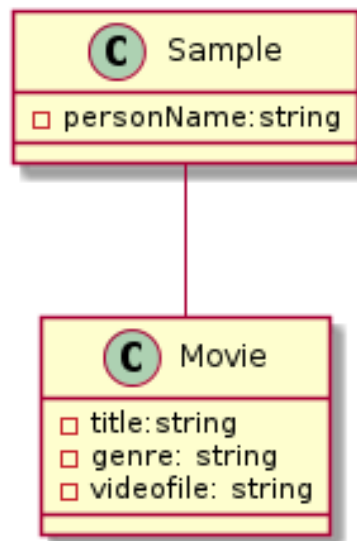 C Sample
personName:string
C Movie
title:string
genre: string
videofile: string